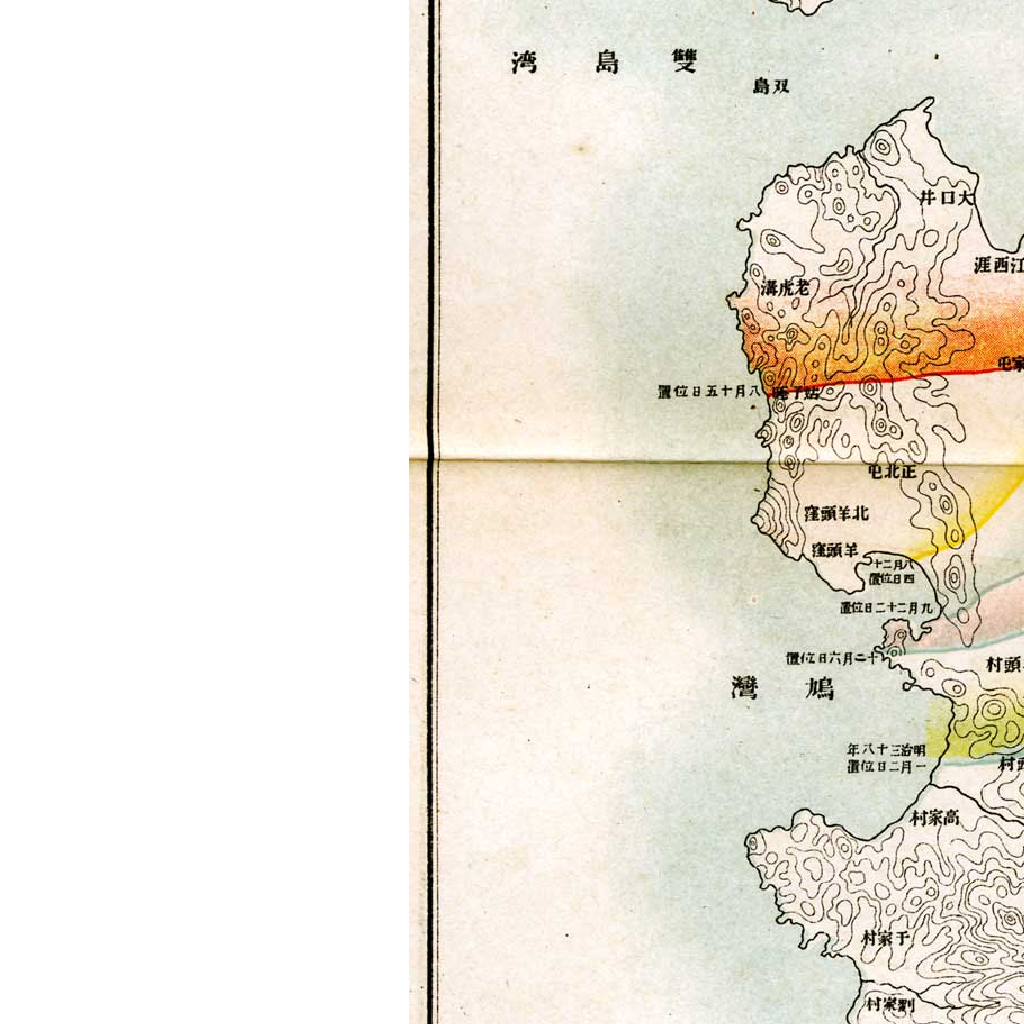 雙島湾
双島
大口井
江西涯
老虎溝
家屯
八月十五日位置
正北屯
北羊頭窪
羊頭窪
八月二十
四日位置
九月二十二日位置
十二月六日位置
頭村
鳩灣
明治三十八年
一月二日位置
村
高家村
于家村
劉家村